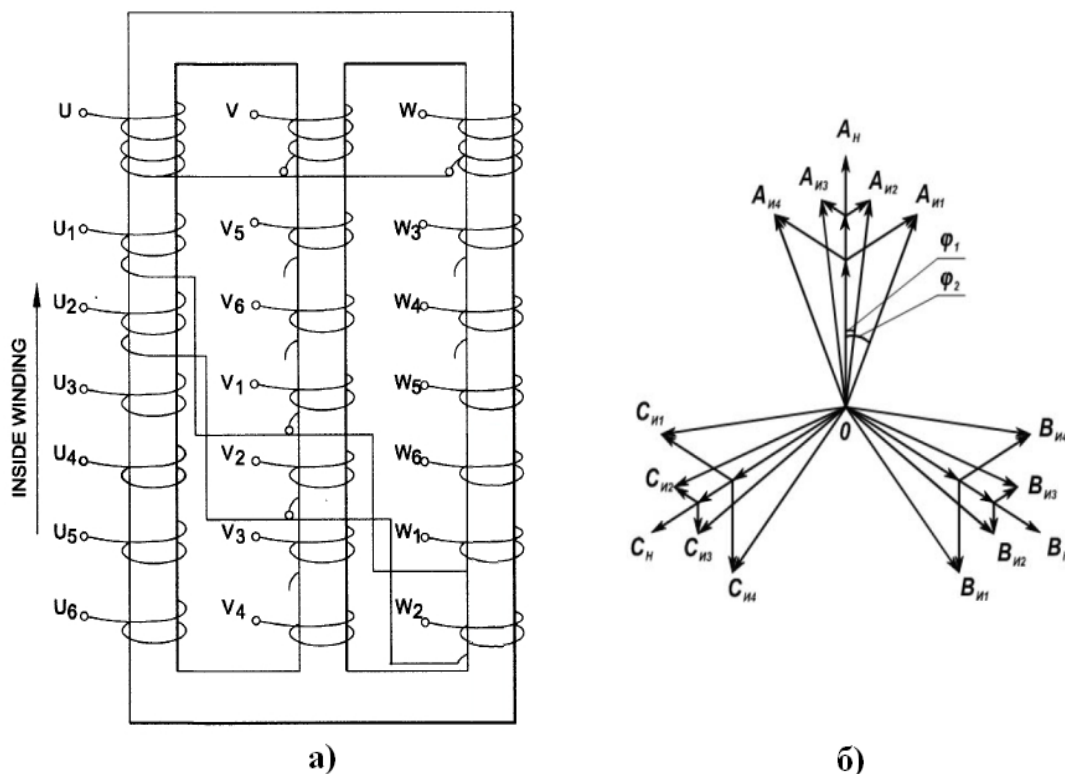 U V W
U1 V5 W3
U2 V6 W4
U3 V1 W5
U4 V2 W6
U5 V3 W1
U6 V4 W2
INSIDE WINDING
а)
Aн
Aи4 Aи3 Aи2 Aи1
φ1
φ2
0
Cи1 Bи4
Cи2 Bи3
Cн Cи3 Bи2
Cи4 Bи1
б)